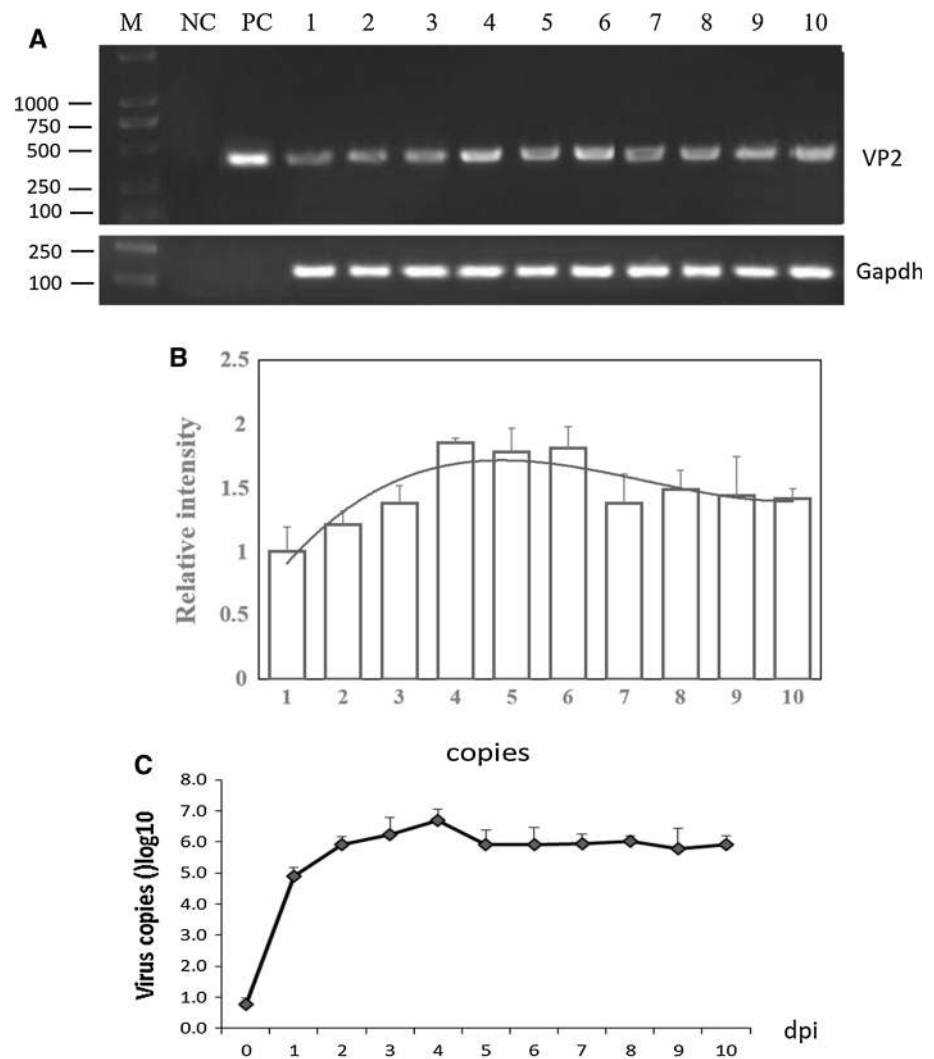 M NC PC 1 2 3 4 5 6 7 8 9 10
A
1000
750
500
250
100
VP2
250
100
Gapdh
B
Relative intensity
2.5
2
1.5
1
0.5
0
1 2 3 4 5 6 7 8 9 10
C
copies
Virus copies ()log10
8.0
7.0
6.0
5.0
4.0
3.0
2.0
1.0
0.0
0 1 2 3 4 5 6 7 8 9 10
dpi